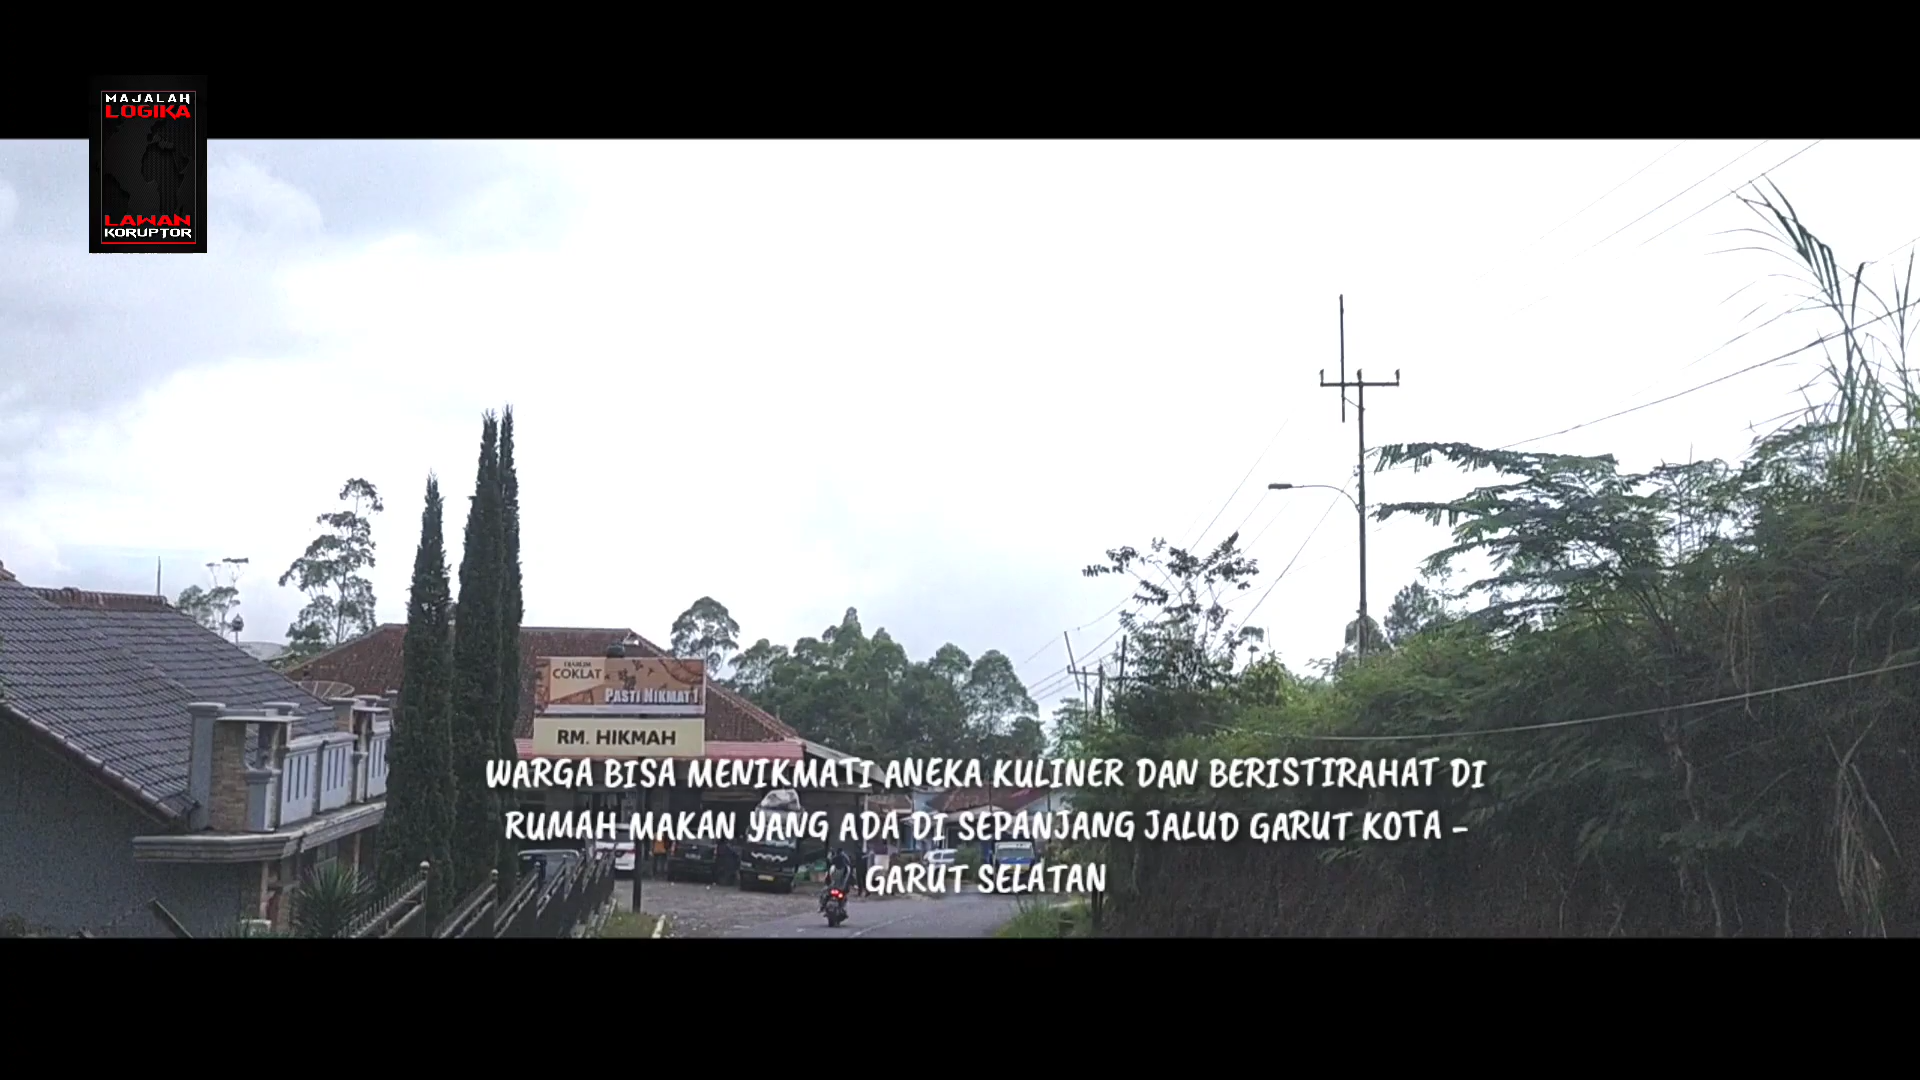 MAJALAH
LOGIKA
LAWAN
KORUPTOR
COKLAT
PASTI NIKMAT!
RM. HIKMAH
WARGA BISA MENIKMATI ANEKA KULINER DAN BERISTIRAHAT DI
RUMAH MAKAN YANG ADA DI SEPANJANG JALUD GARUT KOTA -
GARUT SELATAN